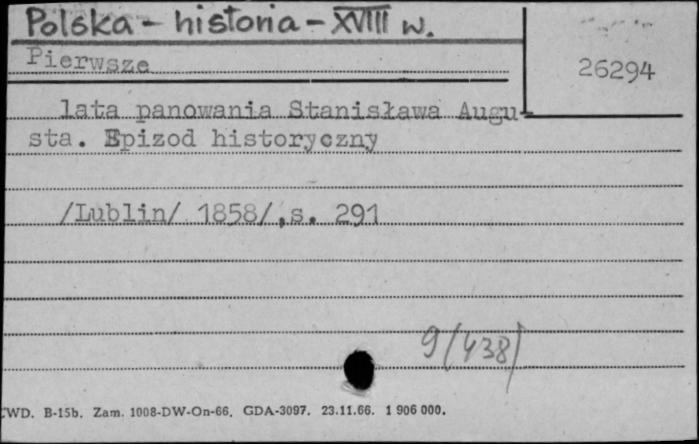 Polska - historia - XVIII w.
Pierwsze
26294
lata panowania Stanisława Augu-
sta. Epizod historyczny
/Lublin/ 1858/,s. 291
9/(438)
CWD. B-15b. Zam. 1008-DW-On-66. GDA-3097. 23.11.66. 1 906 000.